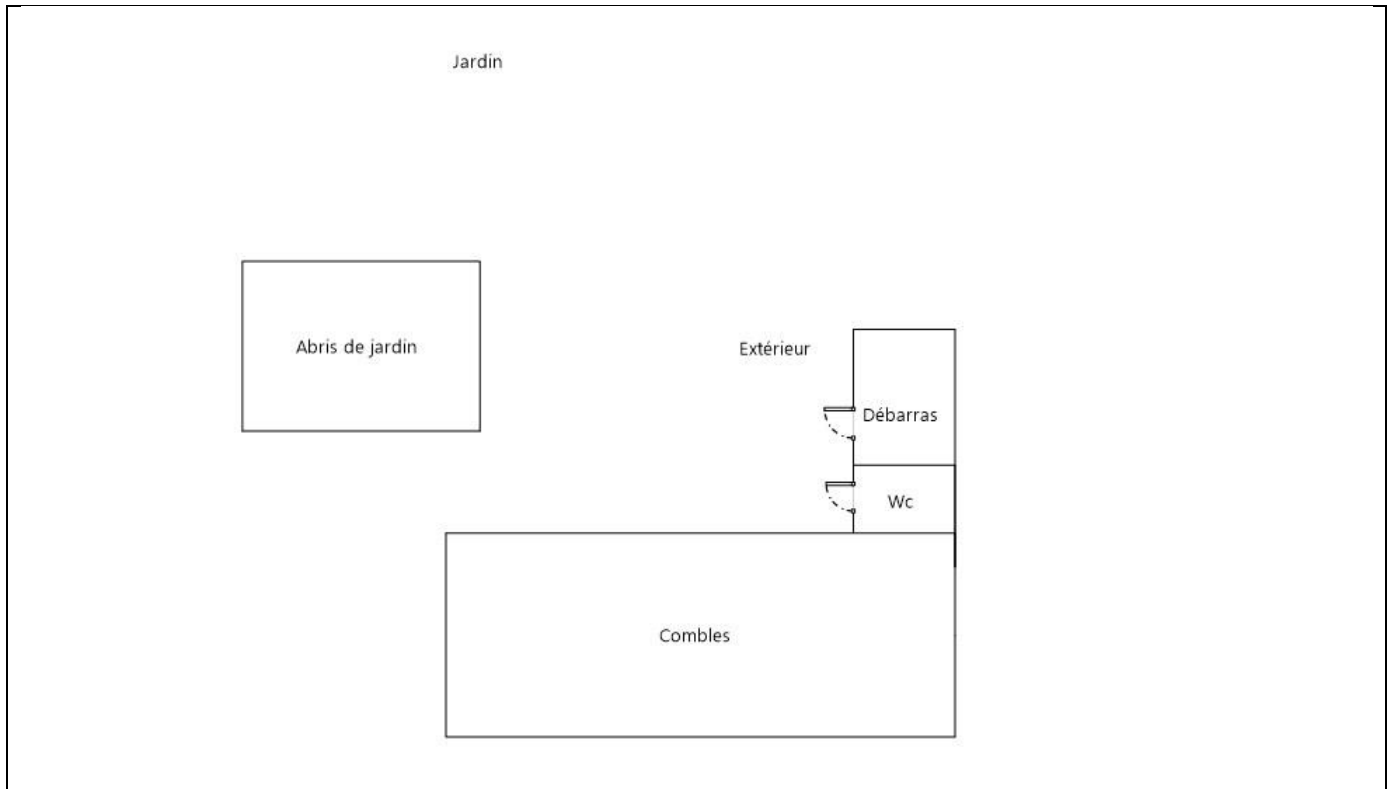 Jardin
Abris de jardin
Extérieur
Débarras
Wc
Combles